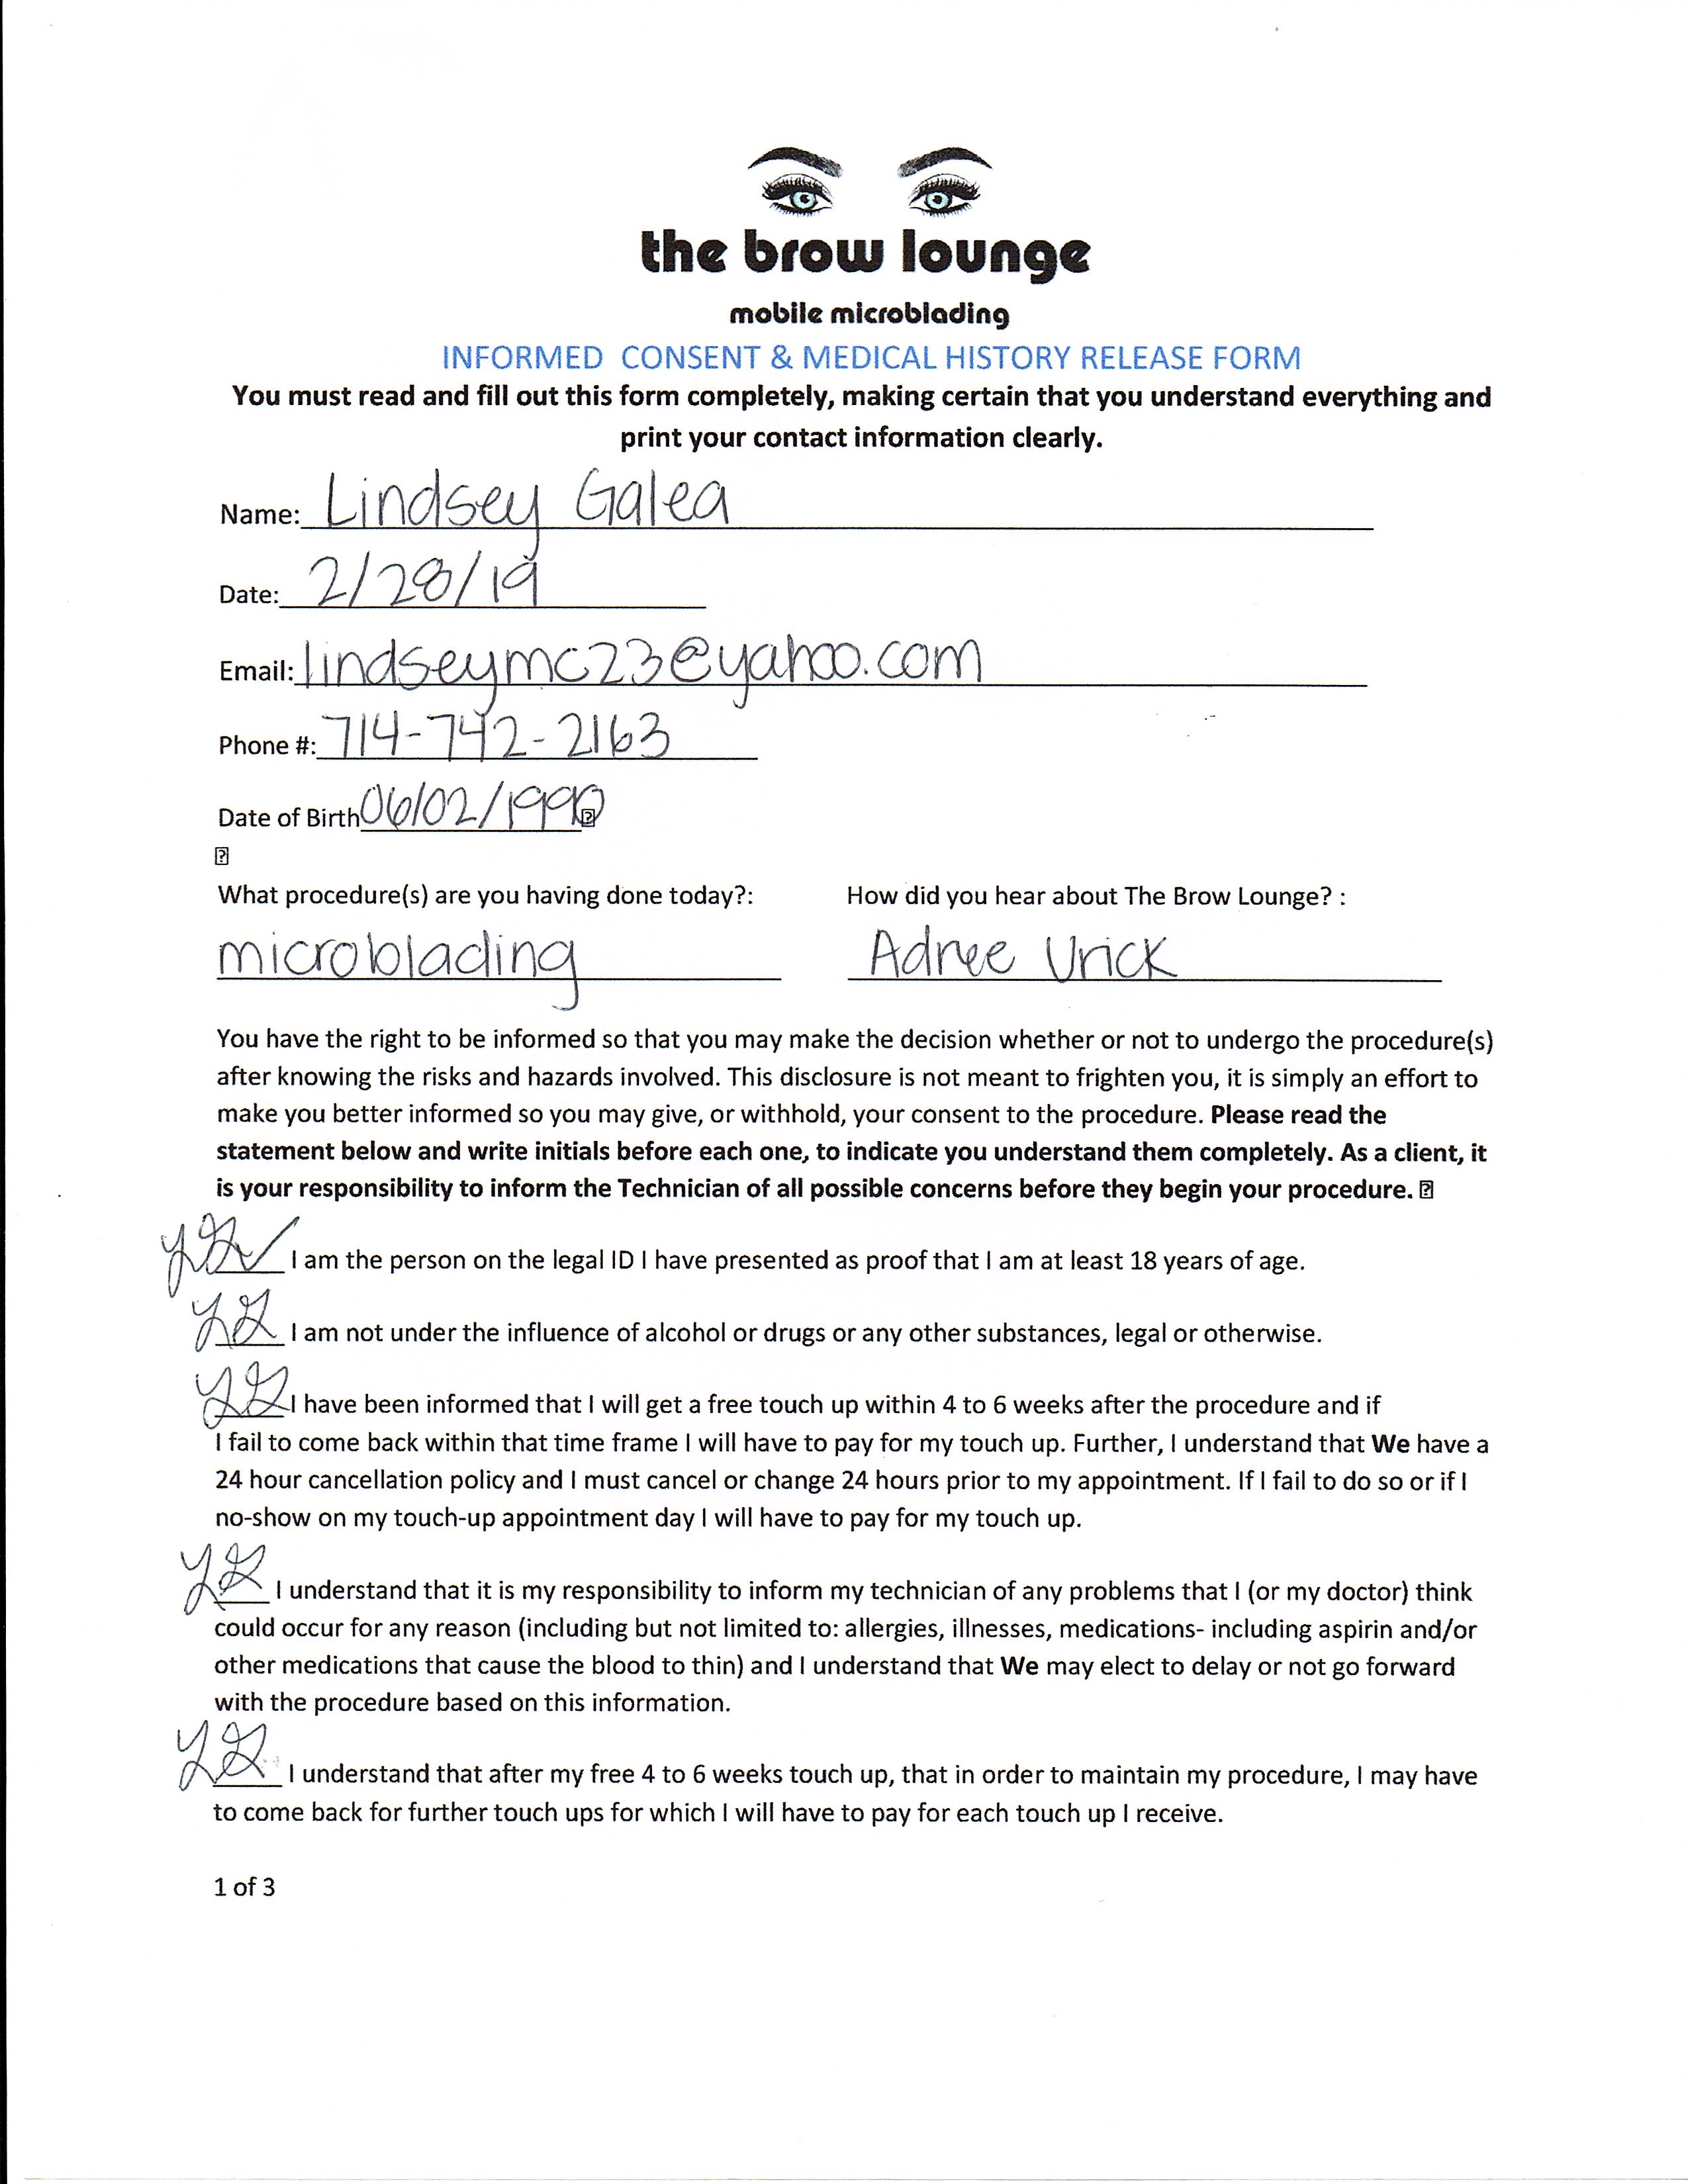 the brow lounge
mobile microblading
INFORMED CONSENT & MEDICAL HISTORY RELEASE FORM
You must read and fill out this form completely, making certain that you understand everything and
print your contact information clearly.
Name: Lindsey Galea
Date: 2/28/19
Email: lindseymc23@yahoo.com
Phone #: 714-742-2163
Date of Birth 06/02/1990
What procedure(s) are you having done today?: How did you hear about The Brow Lounge? :
microblading Adree Urick
You have the right to be informed so that you may make the decision whether or not to undergo the procedure(s)
after knowing the risks and hazards involved. This disclosure is not meant to frighten you, it is simply an effort to
make you better informed so you may give, or withhold, your consent to the procedure. Please read the
statement below and write initials before each one, to indicate you understand them completely. As a client, it
is your responsibility to inform the Technician of all possible concerns before they begin your procedure.
LG I am the person on the legal ID I have presented as proof that I am at least 18 years of age.
LG I am not under the influence of alcohol or drugs or any other substances, legal or otherwise.
LG I have been informed that I will get a free touch up within 4 to 6 weeks after the procedure and if
I fail to come back within that time frame I will have to pay for my touch up. Further, I understand that We have a
24 hour cancellation policy and I must cancel or change 24 hours prior to my appointment. If I fail to do so or if I
no-show on my touch-up appointment day I will have to pay for my touch up.
LG I understand that it is my responsibility to inform my technician of any problems that I (or my doctor) think
could occur for any reason (including but not limited to: allergies, illnesses, medications- including aspirin and/or
other medications that cause the blood to thin) and I understand that We may elect to delay or not go forward
with the procedure based on this information.
LG I understand that after my free 4 to 6 weeks touch up, that in order to maintain my procedure, I may have
to come back for further touch ups for which I will have to pay for each touch up I receive.
1 of 3